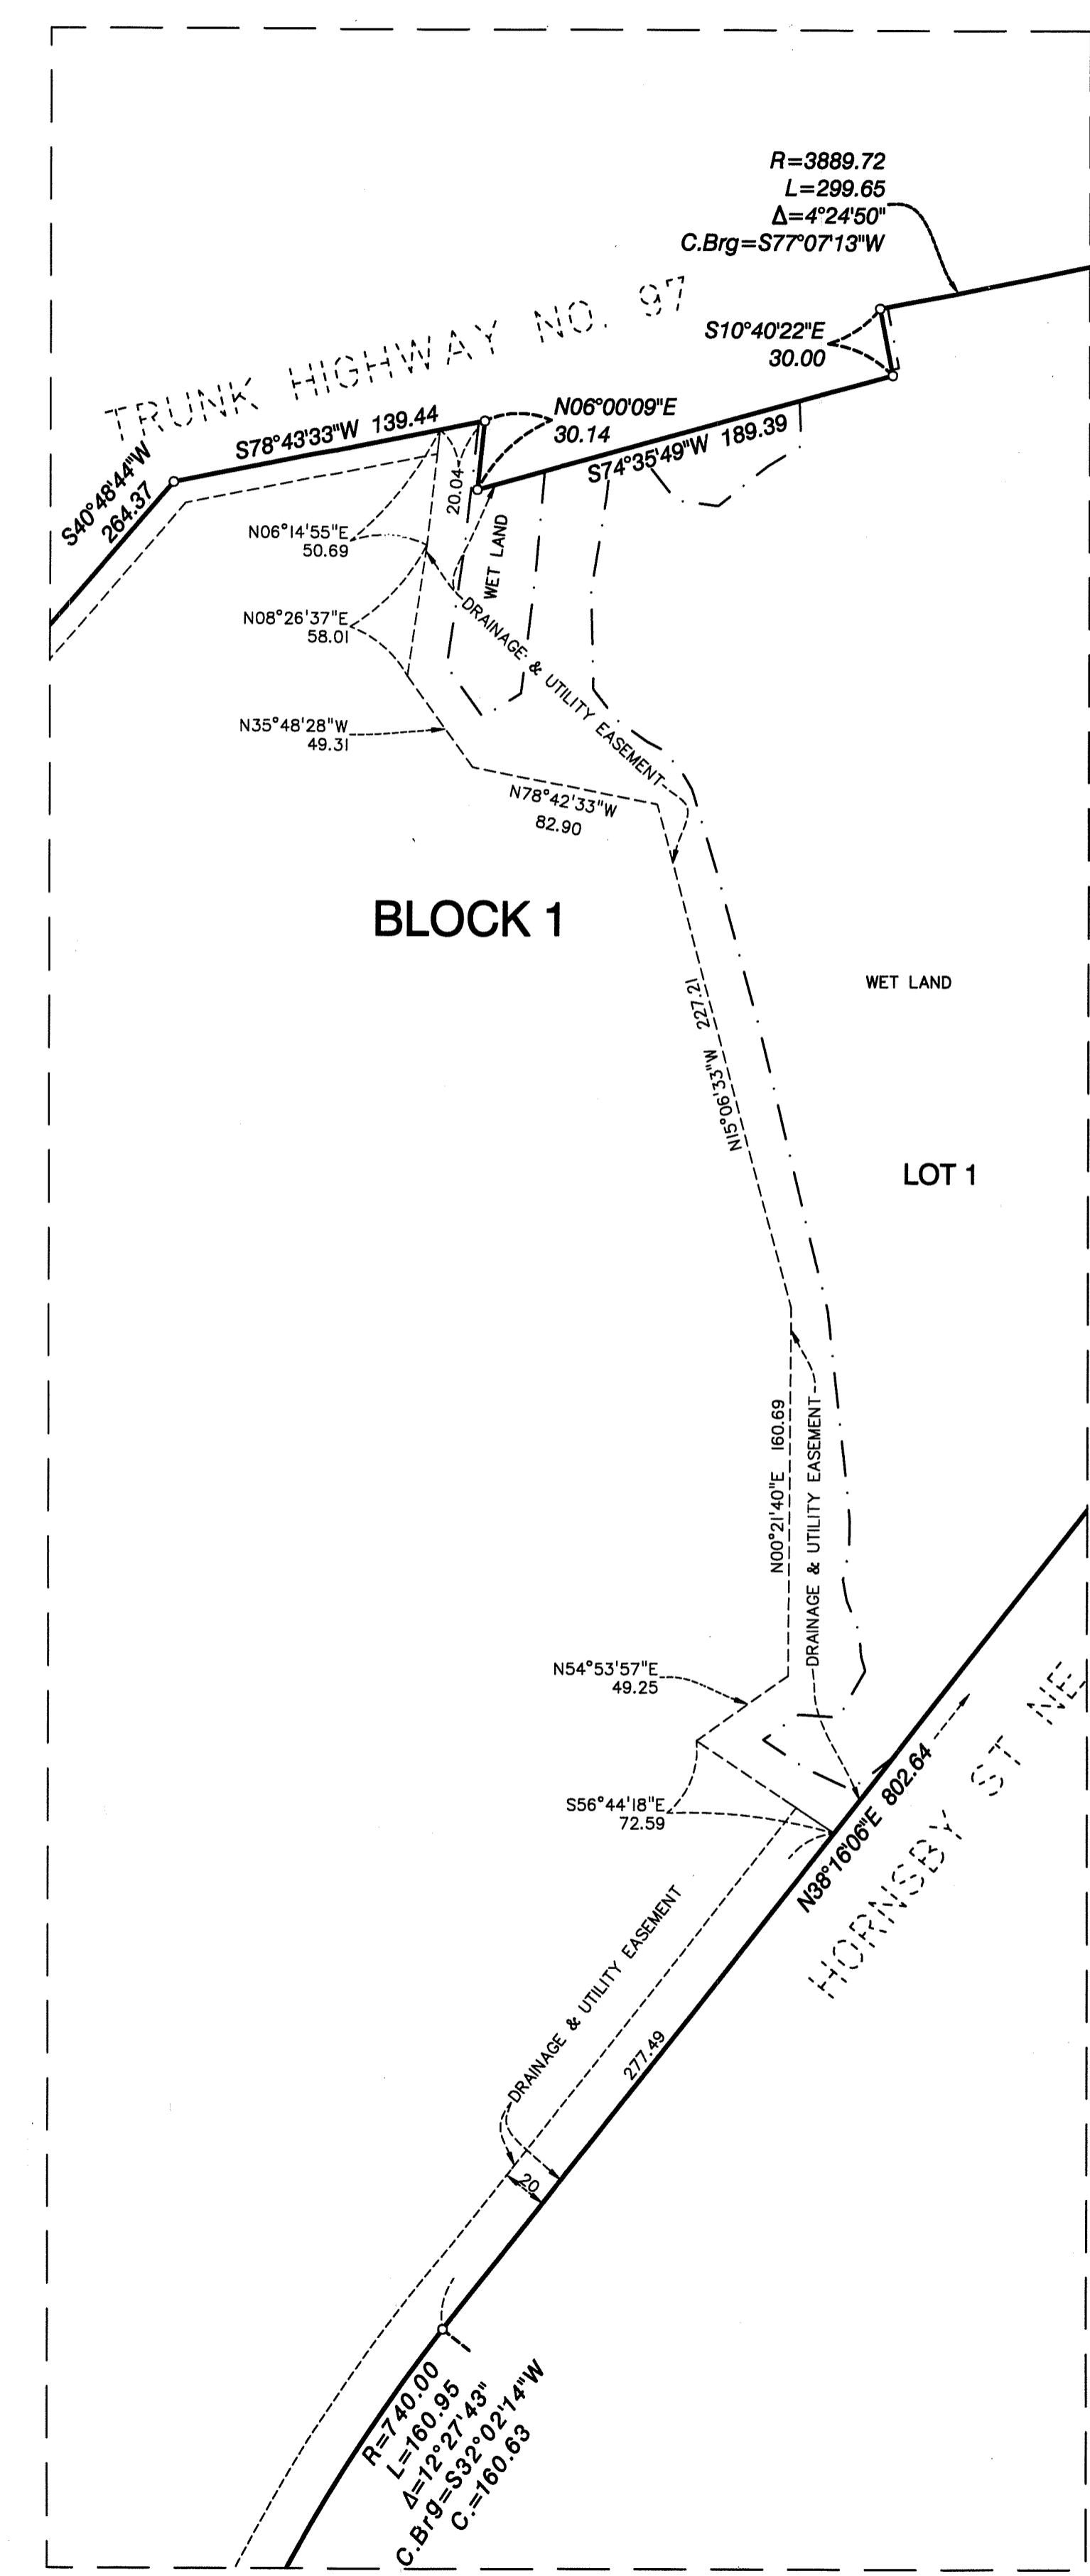 R=3889.72
L=299.65
Δ=4°24'50"
C.Brg=S77°07'13"W
TRUNK HIGHWAY NO. 97
S10°40'22"E
30.00
N06°00'09"E
30.14
S78°43'33"W 139.44
S74°35'49"W 189.39
S40°48'44"W
264.37
20.04
N06°14'55"E
50.69
WET LAND
N08°26'37"E
58.01
DRAINAGE & UTILITY EASEMENT
N35°48'28"W
49.31
N78°42'33"W
82.90
BLOCK 1
WET LAND
N15°06'33"W 227.21
LOT 1
N00°21'40"E 160.69
DRAINAGE & UTILITY EASEMENT
N54°53'57"E
49.25
S56°44'18"E
72.59
N38°16'06"E 802.64
HORNSBY ST NE
DRAINAGE & UTILITY EASEMENT
277.49
20
R=740.00
L=160.95
Δ=12°27'43"
C.Brg=S32°02'14"W
C.=160.63